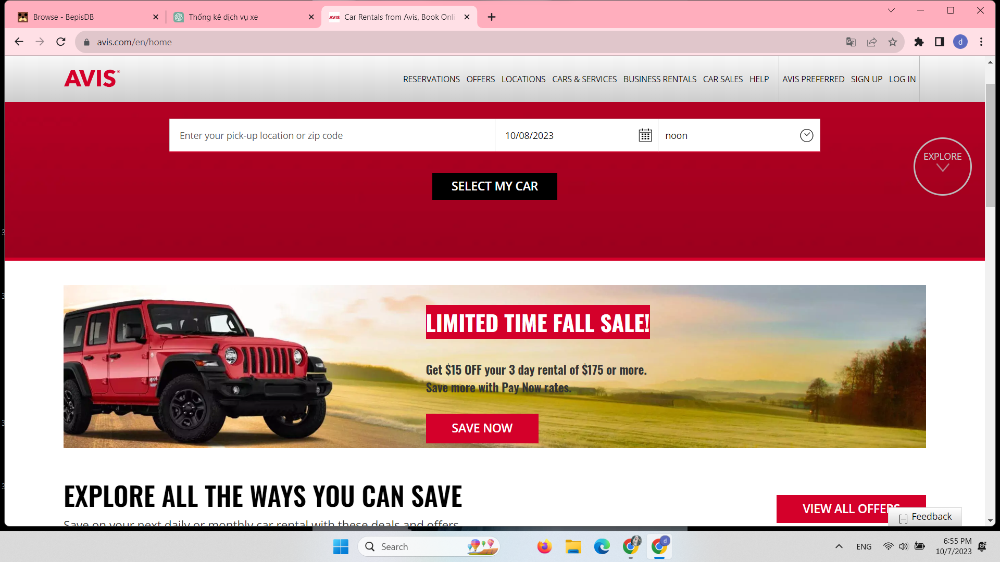 Browse - BepisDB
Thống kê dịch vụ xe
AVIS Car Rentals from Avis, Book Onli
avis.com/en/home
d
AVIS
RESERVATIONS OFFERS LOCATIONS CARS & SERVICES BUSINESS RENTALS CAR SALES HELP AVIS PREFERRED SIGN UP LOG IN
Enter your pick-up location or zip code 10/08/2023 noon
EXPLORE
SELECT MY CAR
LIMITED TIME FALL SALE!
Get $15 OFF your 3 day rental of $175 or more.
Save more with Pay Now rates.
SAVE NOW
EXPLORE ALL THE WAYS YOU CAN SAVE
Save on your next daily or monthly car rental with these deals and offers
VIEW ALL OFFERS
[-] Feedback
Search
d
ENG
6:55 PM
10/7/2023